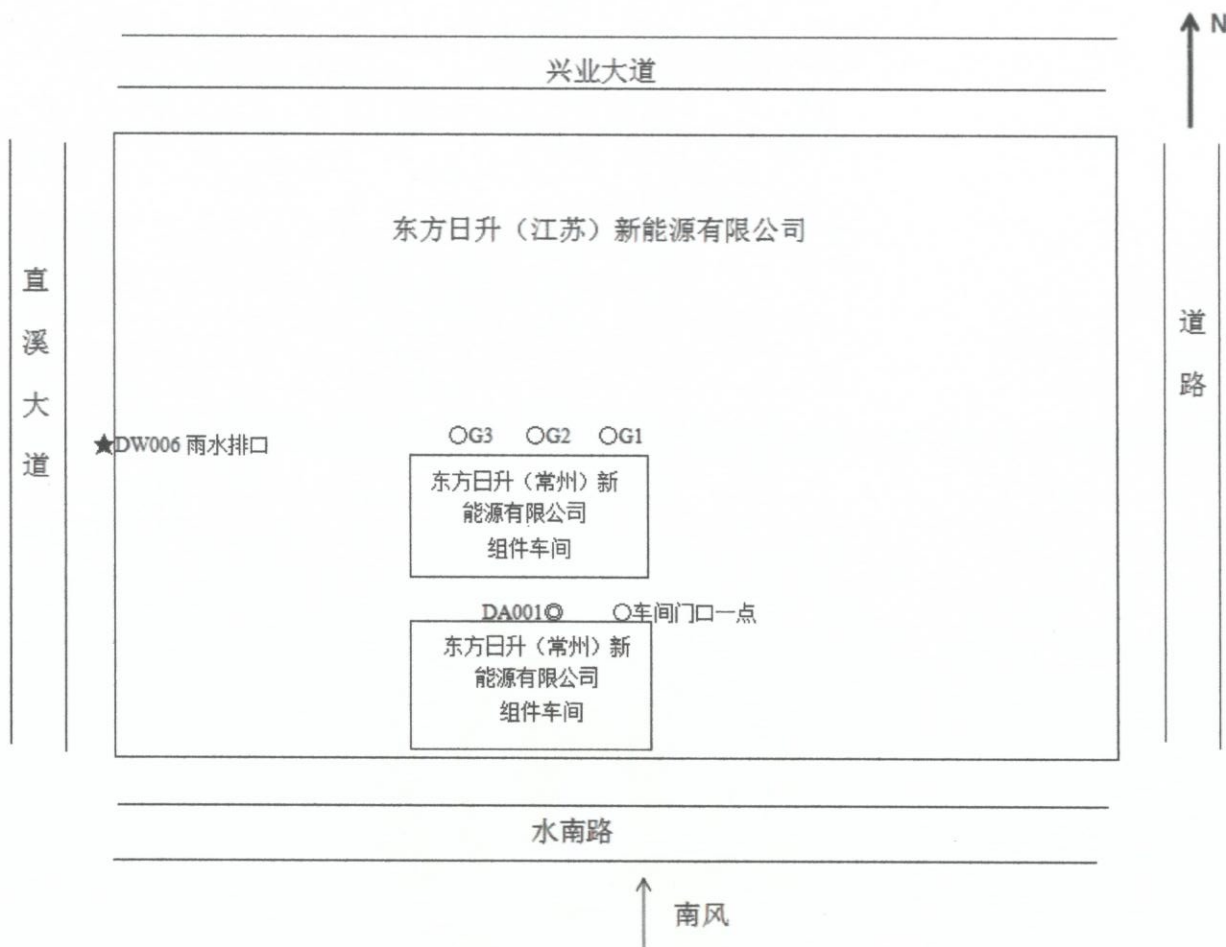 N
兴业大道
东方日升（江苏）新能源有限公司
直溪大道
道路
★DW006 雨水排口
○G3 ○G2 ○G1
东方日升（常州）新
能源有限公司
组件车间
DA001◎ ○车间门口一点
东方日升（常州）新
能源有限公司
组件车间
水南路
南风